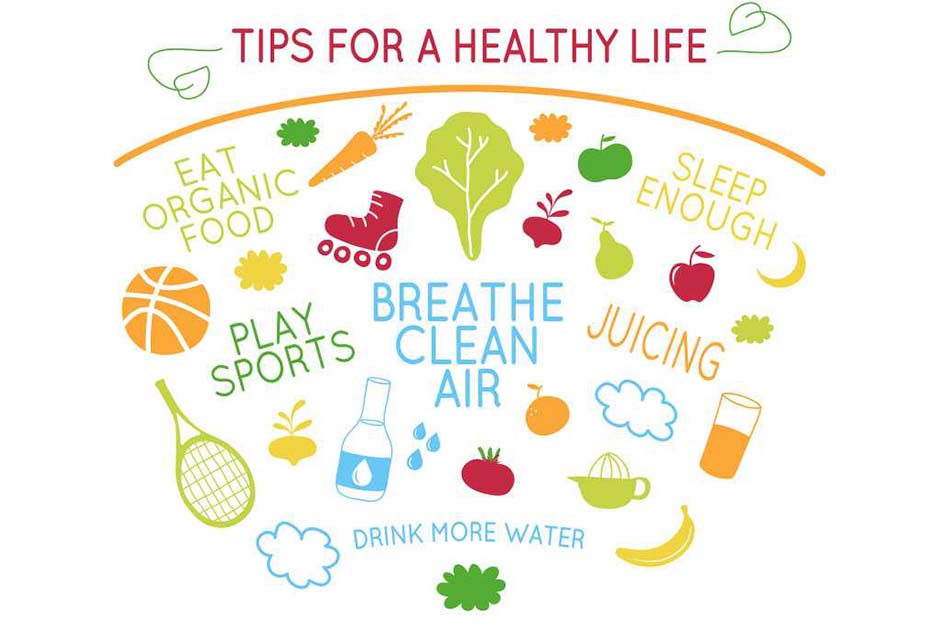 TIPS FOR A HEALTHY LIFE
EAT
ORGANIC
FOOD
SLEEP
ENOUGH
PLAY
SPORTS
BREATHE
CLEAN
AIR
JUICING
DRINK MORE WATER